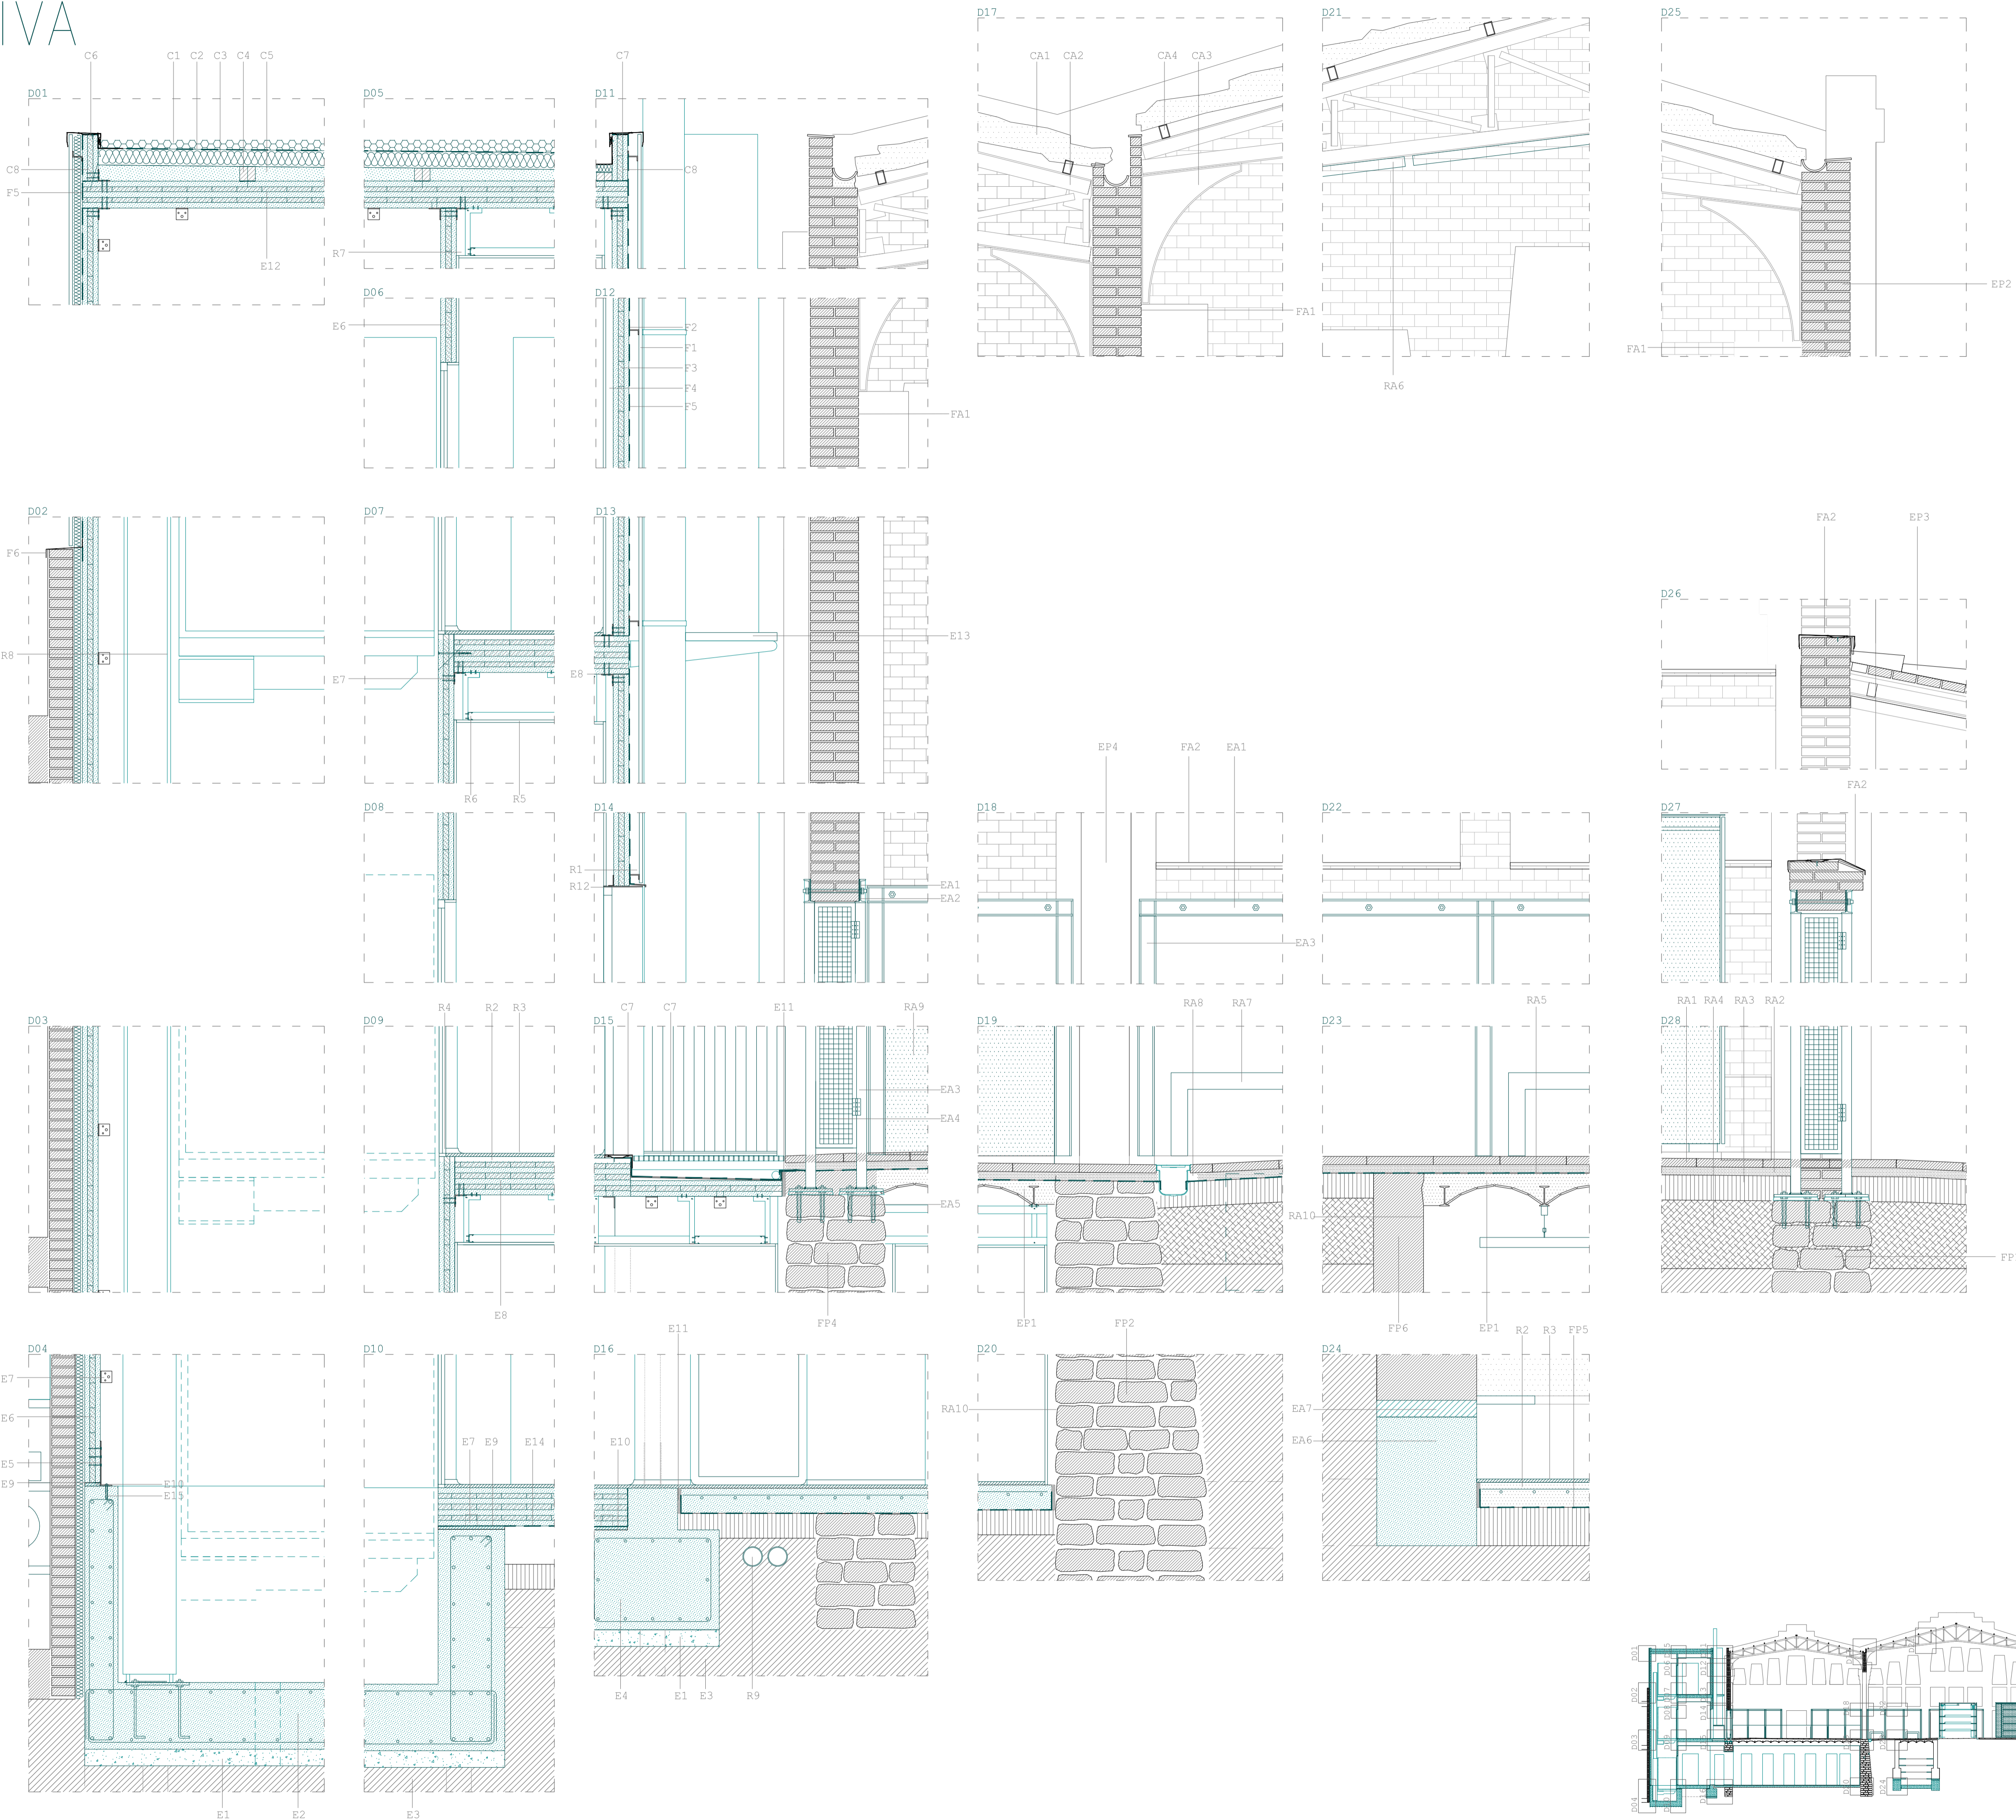 IVA
D17
D21
D25
C6 C1 C2 C3 C4 C5 C7 CA1 CA2 CA4 CA3
D01 D05 D11
C8
F5
C8
R7
E12
EP2
D06 D12
E6
F2
F1
F3
F4
F5
FA1
FA1
FA1
RA6
D02 D07 D13
FA2 EP3
F6
D26
E13
R8
E7
E8
R6 R5
EP4 FA2 EA1
FA2
D08 D14 D18 D22 D27
R1
R12
EA1
EA2
EA3
R4 R2 R3 C7 C7 E11 RA9 RA8 RA7 RA5 RA1 RA4 RA3 RA2
D03 D09 D15 D19 D23 D28
EA3
EA4
EA5
RA10
FP
E8
FP4 EP1 FP2 FP6 EP1
E11
R2 R3 FP5
D04 D10 D16 D20 D24
E7
E6
RA10
EA7
EA6
E7 E9 E14 E10
E5
E9
E4 E1 E3 R9
E1 E2 E3
D01
D02
D03
D04
D24